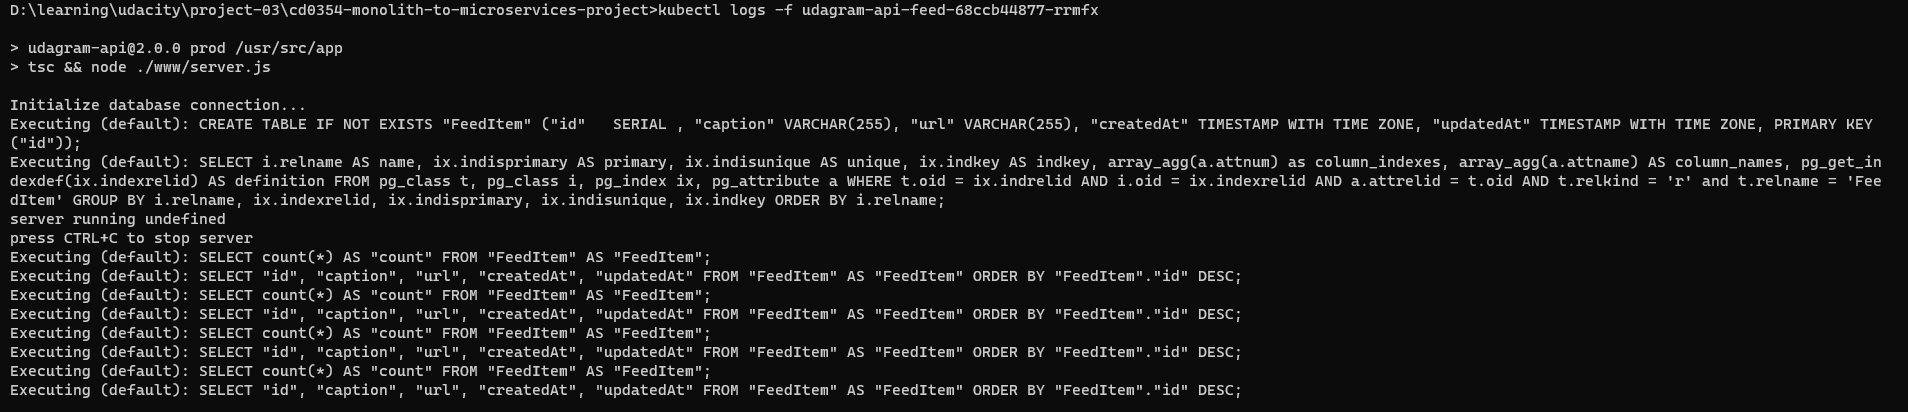 D:\learning\udacity\project-03\cd0354-monolith-to-microservices-project>kubectl logs -f udagram-api-feed-68ccb44877-rrmfx
> udagram-api@2.0.0 prod /usr/src/app
> tsc && node ./www/server.js
Initialize database connection...
Executing (default): CREATE TABLE IF NOT EXISTS "FeedItem" ("id"   SERIAL , "caption" VARCHAR(255), "url" VARCHAR(255), "createdAt" TIMESTAMP WITH TIME ZONE, "updatedAt" TIMESTAMP WITH TIME ZONE, PRIMARY KEY
("id"));
Executing (default): SELECT i.relname AS name, ix.indisprimary AS primary, ix.indisunique AS unique, ix.indkey AS indkey, array_agg(a.attnum) as column_indexes, array_agg(a.attname) AS column_names, pg_get_in
dexdef(ix.indexrelid) AS definition FROM pg_class t, pg_class i, pg_index ix, pg_attribute a WHERE t.oid = ix.indrelid AND i.oid = ix.indexrelid AND a.attrelid = t.oid AND t.relkind = 'r' and t.relname = 'Fee
dItem' GROUP BY i.relname, ix.indexrelid, ix.indisprimary, ix.indisunique, ix.indkey ORDER BY i.relname;
server running undefined
press CTRL+C to stop server
Executing (default): SELECT count(*) AS "count" FROM "FeedItem" AS "FeedItem";
Executing (default): SELECT "id", "caption", "url", "createdAt", "updatedAt" FROM "FeedItem" AS "FeedItem" ORDER BY "FeedItem"."id" DESC;
Executing (default): SELECT count(*) AS "count" FROM "FeedItem" AS "FeedItem";
Executing (default): SELECT "id", "caption", "url", "createdAt", "updatedAt" FROM "FeedItem" AS "FeedItem" ORDER BY "FeedItem"."id" DESC;
Executing (default): SELECT count(*) AS "count" FROM "FeedItem" AS "FeedItem";
Executing (default): SELECT "id", "caption", "url", "createdAt", "updatedAt" FROM "FeedItem" AS "FeedItem" ORDER BY "FeedItem"."id" DESC;
Executing (default): SELECT count(*) AS "count" FROM "FeedItem" AS "FeedItem";
Executing (default): SELECT "id", "caption", "url", "createdAt", "updatedAt" FROM "FeedItem" AS "FeedItem" ORDER BY "FeedItem"."id" DESC;